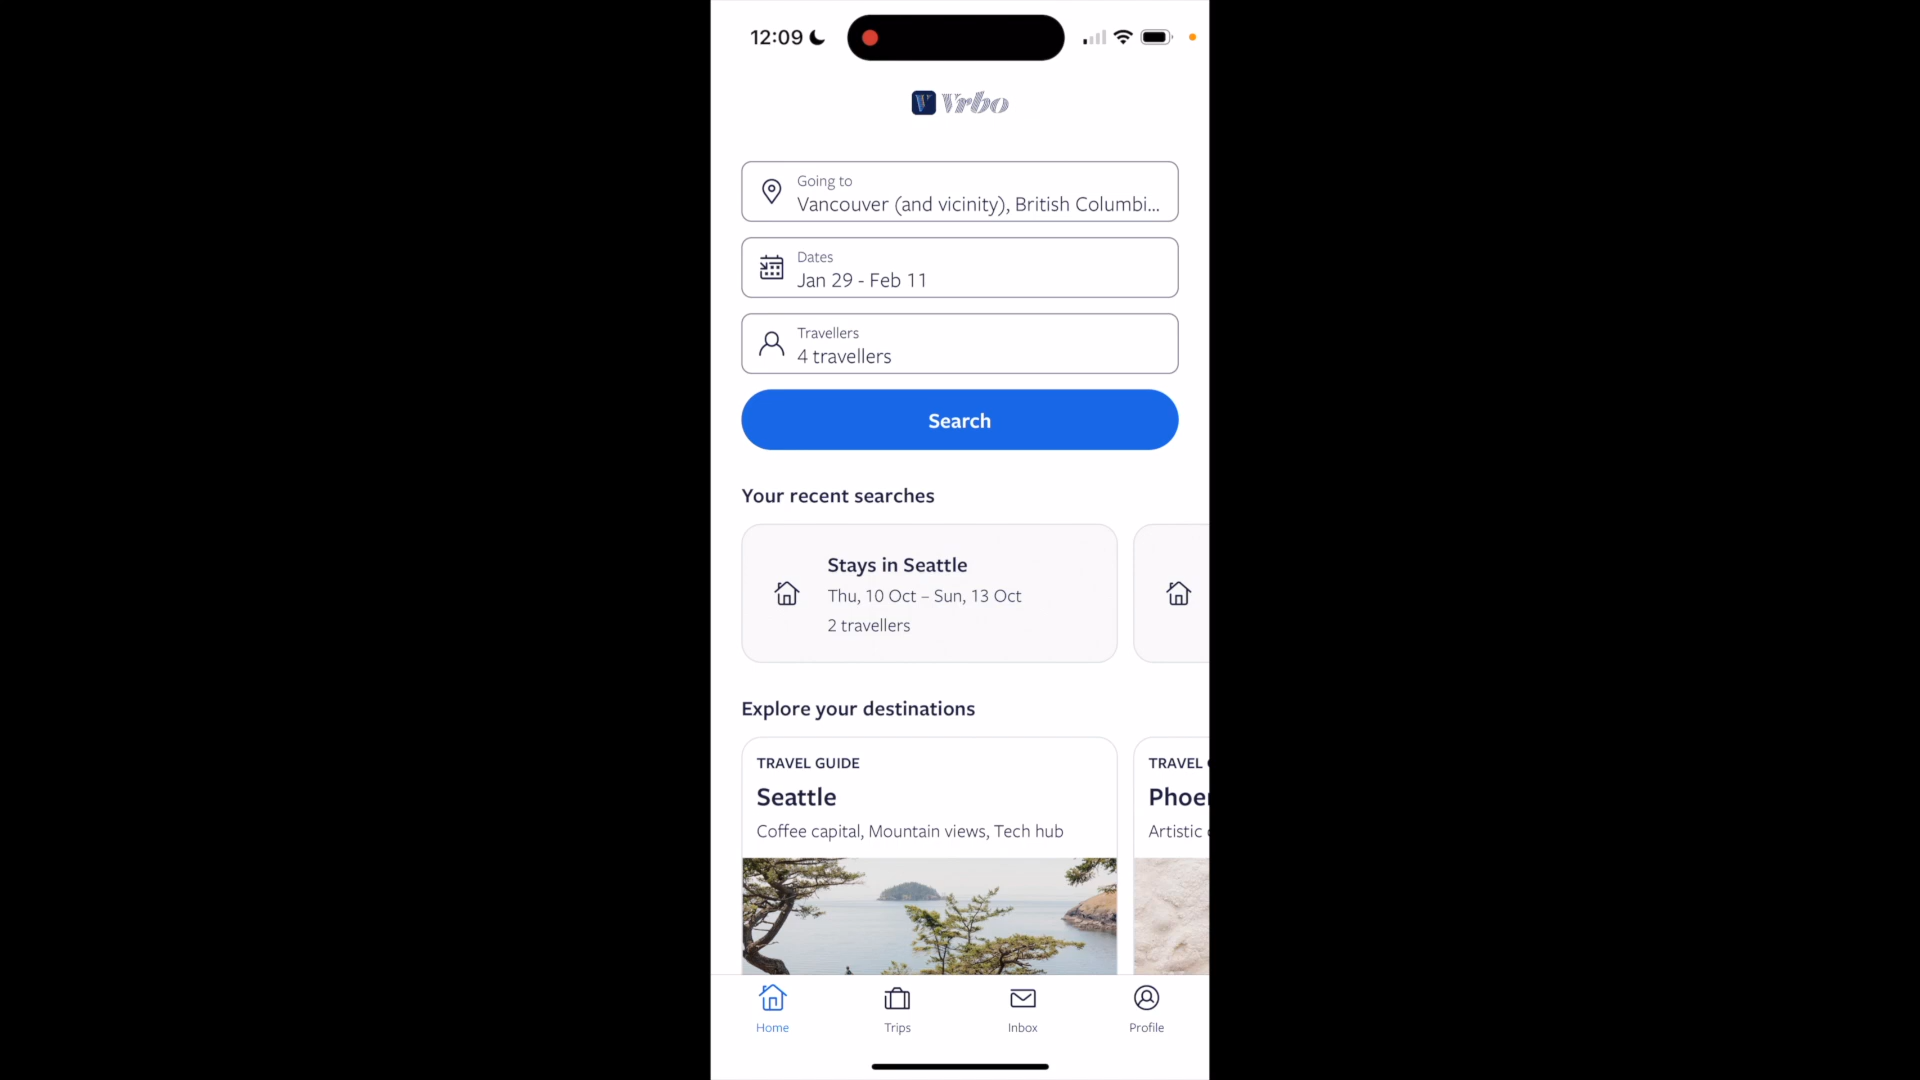 12:09
Vrbo
Going to
Vancouver (and vicinity), British Columbi...
Dates
Jan 29 - Feb 11
Travellers
4 travellers
Search
Your recent searches
Stays in Seattle
Thu, 10 Oct – Sun, 13 Oct
2 travellers
Explore your destinations
TRAVEL GUIDE
Seattle
Coffee capital, Mountain views, Tech hub
TRAVEL
Phoe
Artistic
Home
Trips
Inbox
Profile